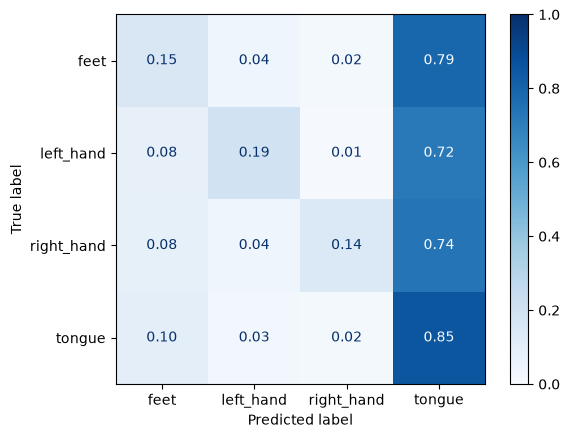 1.0
feet 0.15 0.04 0.02 0.79
0.8
left_hand 0.08 0.19 0.01 0.72
0.6
True label
0.4
right_hand 0.08 0.04 0.14 0.74
0.2
tongue 0.10 0.03 0.02 0.85
0.0
feet left_hand right_hand tongue
Predicted label